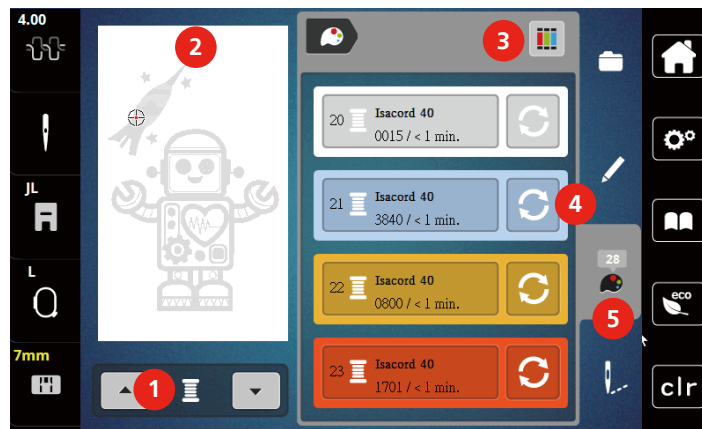 4.00
2
3
20 Isacord 40
0015 / < 1 min.
JL
21 Isacord 40
3840 / < 1 min.
4
28
L
22 Isacord 40
0800 / < 1 min.
eco
5
7mm
23 Isacord 40
1701 / < 1 min.
1
clr